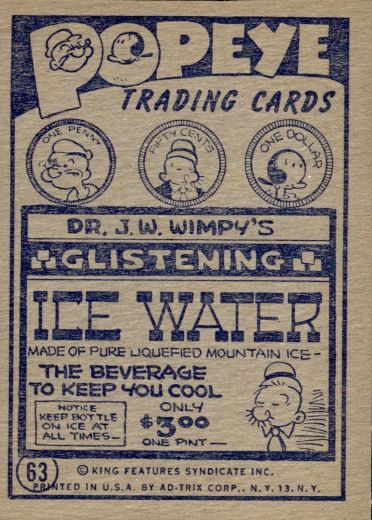 POPEYE
TRADING CARDS
ONE PENNY
FIFTY CENTS
ONE DOLLAR
DR. J.W. WIMPY'S
GLISTENING
ICE WATER
MADE OF PURE LIQUEFIED MOUNTAIN ICE-
THE BEVERAGE
TO KEEP YOU COOL
NOTICE
KEEP BOTTLE
ON ICE AT
ALL TIMES-
ONLY
$3.00
ONE PINT-
63
© KING FEATURES SYNDICATE INC.
PRINTED IN U.S.A. BY AD-TRIX CORP., N.Y. 13, N.Y.